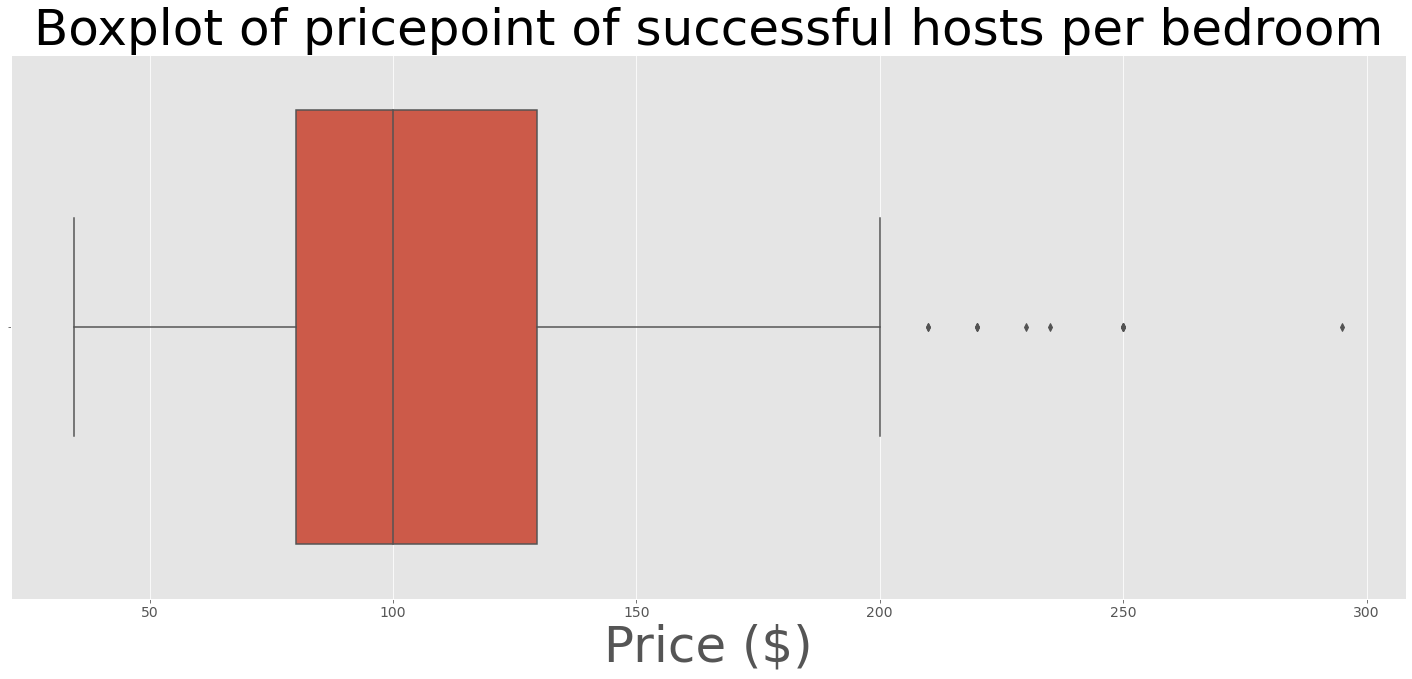 Boxplot of pricepoint of successful hosts per bedroom
50 100 150 200 250 300
Price ($)